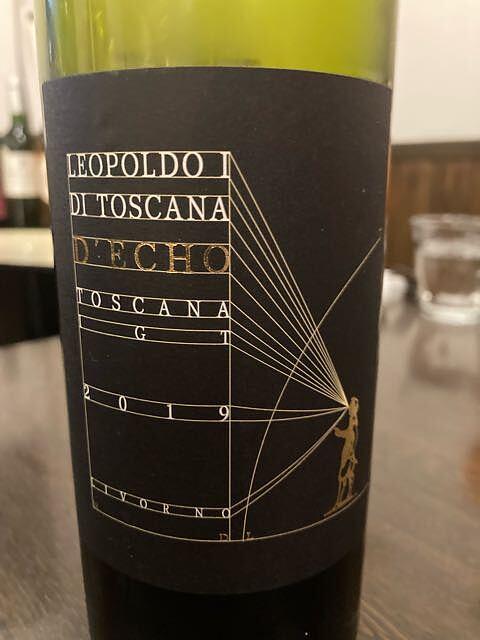 LEOPOLDO I
DI TOSCANA
D'ECHO
TOSCANA
G T
2019
LIVORNO
D L